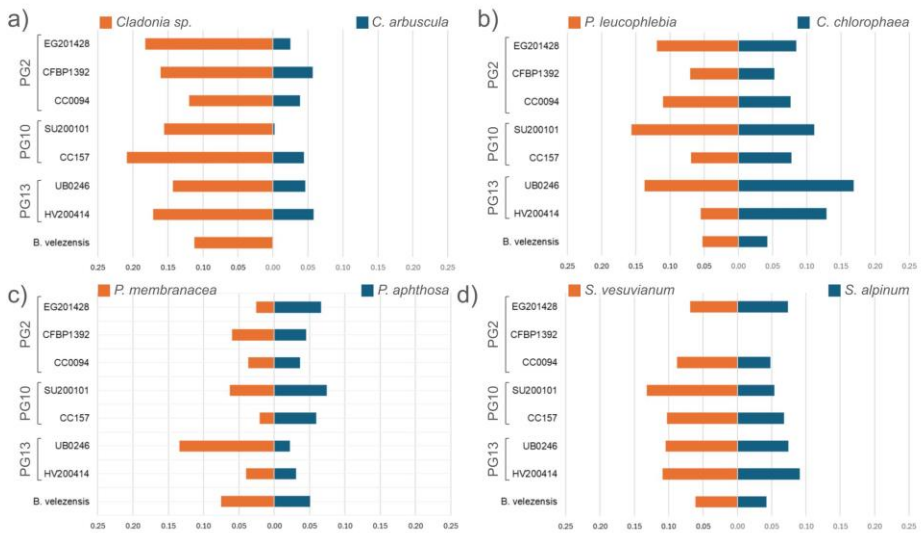 a) Cladonia sp. C. arbuscula
PG2
EG201428
CFBP1392
CC0094
PG10
SU200101
CC157
PG13
UB0246
HV200414
B. velezensis
0.25 0.20 0.15 0.10 0.05 0.00 0.05 0.10 0.15 0.20 0.25
b) P. leucophlebia C. chlorophaea
PG2
EG201428
CFBP1392
CC0094
PG10
SU200101
CC157
PG13
UB0246
HV200414
B. velezensis
0.25 0.20 0.15 0.10 0.05 0.00 0.05 0.10 0.15 0.20 0.25
c) P. membranacea P. aphthosa
PG2
EG201428
CFBP1392
CC0094
PG10
SU200101
CC157
PG13
UB0246
HV200414
B. velezensis
0.25 0.20 0.15 0.10 0.05 0.00 0.05 0.10 0.15 0.20 0.25
d) S. vesuvianum S. alpinum
PG2
EG201428
CFBP1392
CC0094
PG10
SU200101
CC157
PG13
UB0246
HV200414
B. velezensis
0.25 0.20 0.15 0.10 0.05 0.00 0.05 0.10 0.15 0.20 0.25